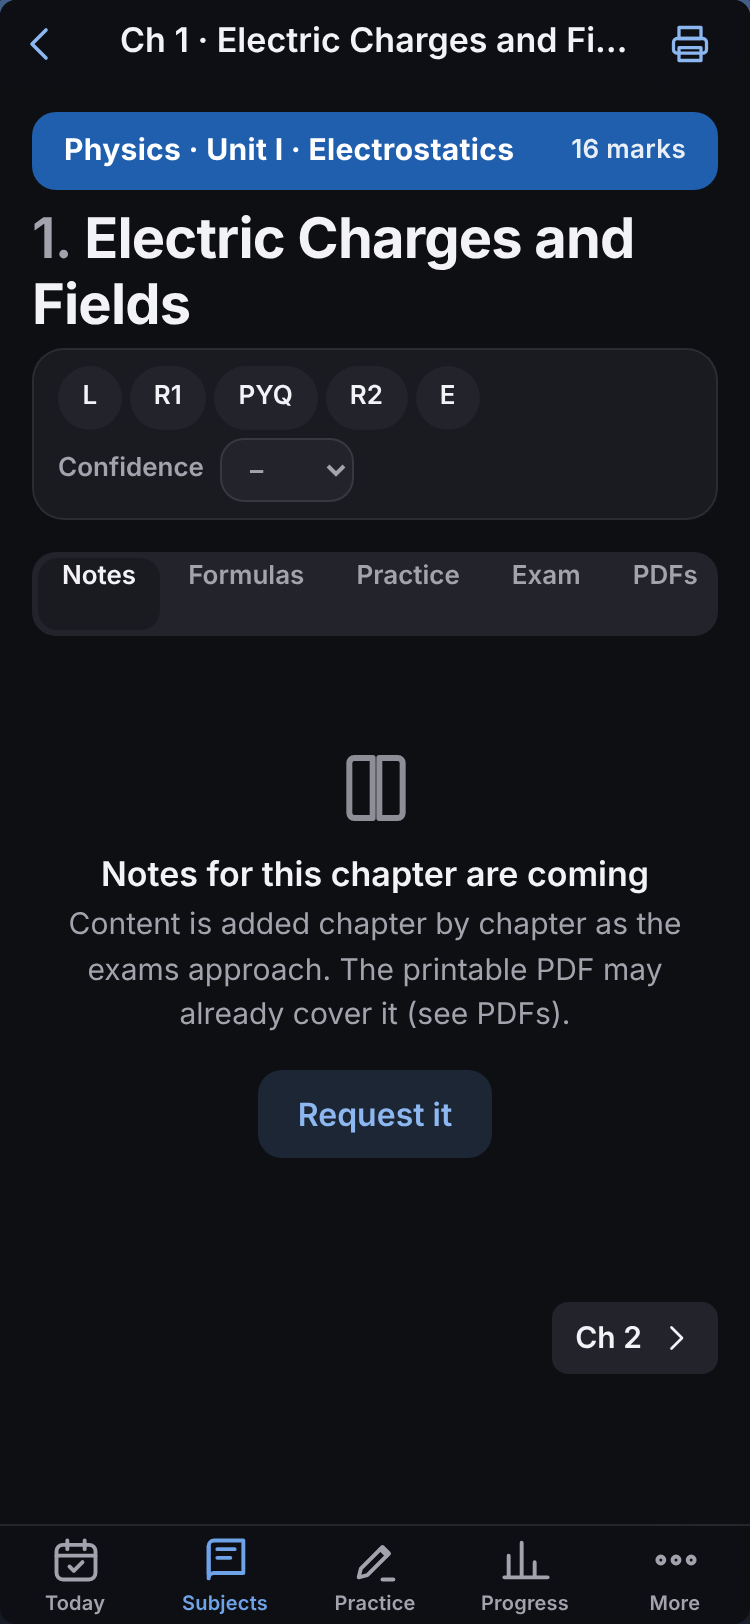 Ch 1 · Electric Charges and Fi...
Physics · Unit I · Electrostatics 16 marks
1. Electric Charges and
Fields
L R1 PYQ R2 E
Confidence –
Notes Formulas Practice Exam PDFs
Notes for this chapter are coming
Content is added chapter by chapter as the
exams approach. The printable PDF may
already cover it (see PDFs).
Request it
Ch 2
Today Subjects Practice Progress More